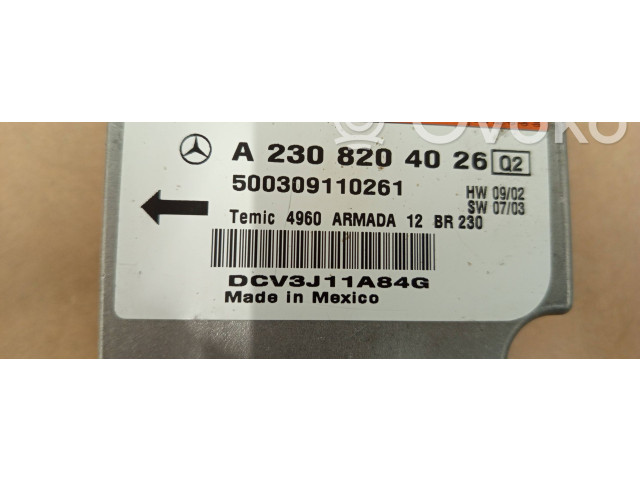 Ovoko
A 230 820 40 26 Q2
500309110261
HW 09/02
SW 07/03
Temic 4960 ARMADA 12 BR 230
DCV3J11A84G
Made in Mexico